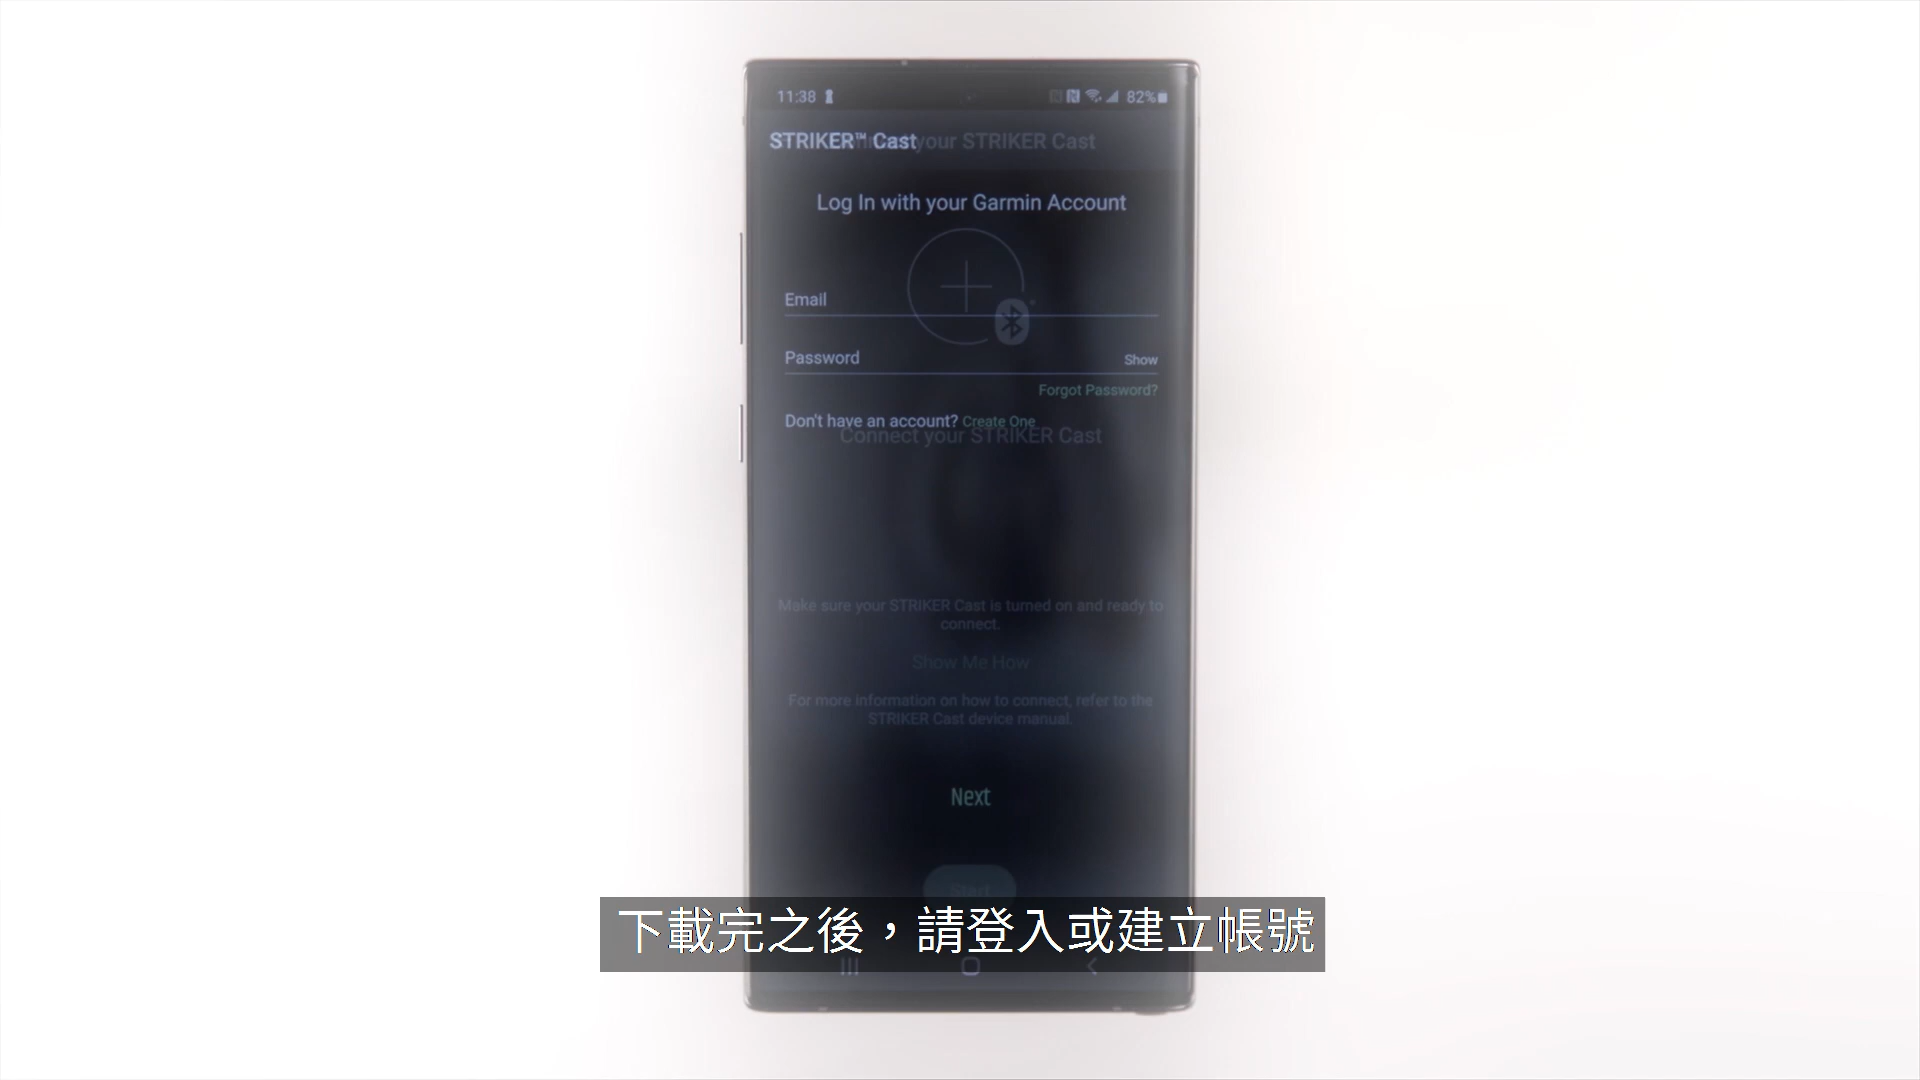 11:38
82%
STRIKER™ Cast
your STRIKER Cast
Log In with your Garmin Account
Email
Password
Show
Forgot Password?
Don't have an account? Create One
Connect your STRIKER Cast
Make sure your STRIKER Cast is turned on and ready to
connect.
Show Me How
For more information on how to connect, refer to the
STRIKER Cast device manual.
Next
Start
下載完之後，請登入或建立帳號